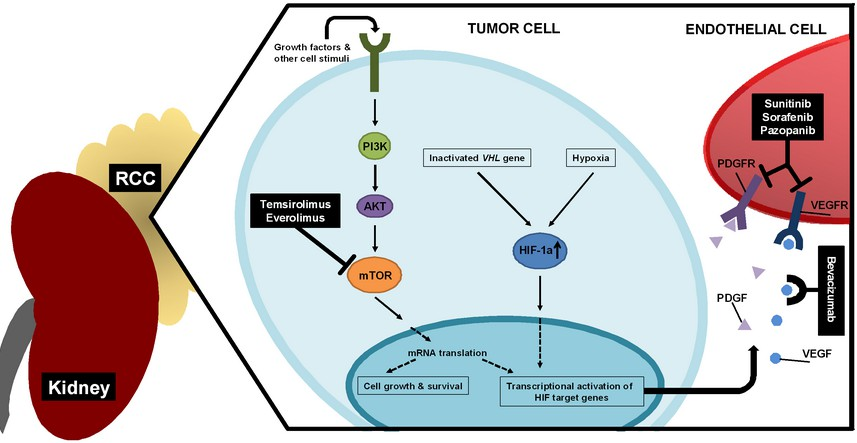 TUMOR CELL
ENDOTHELIAL CELL
Growth factors &
other cell stimuli
PI3K
AKT
Temsirolimus
Everolimus
mTOR
Inactivated VHL gene
Hypoxia
HIF-1a
mRNA translation
Cell growth & survival
Transcriptional activation of
HIF target genes
Sunitinib
Sorafenib
Pazopanib
PDGFR
VEGFR
Bevacizumab
PDGF
VEGF
RCC
Kidney